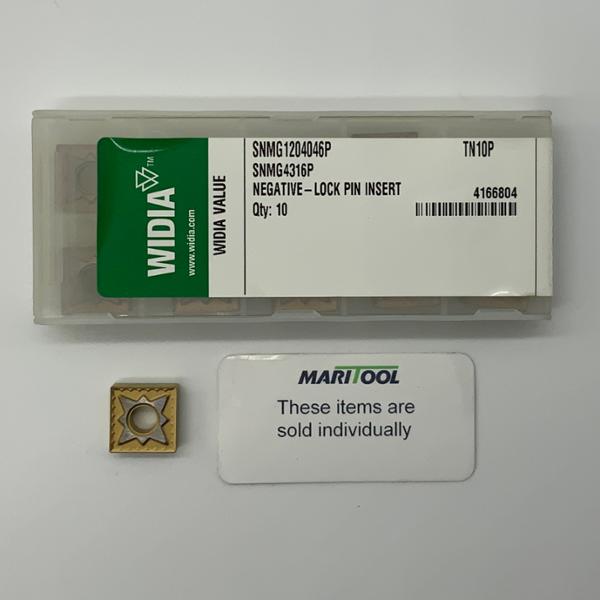 WIDIA™
www.widia.com
WIDIA VALUE
SNMG1204046P TN10P
SNMG4316P
NEGATIVE-LOCK PIN INSERT 4166804
Qty: 10
MARITOOL
These items are
sold individually